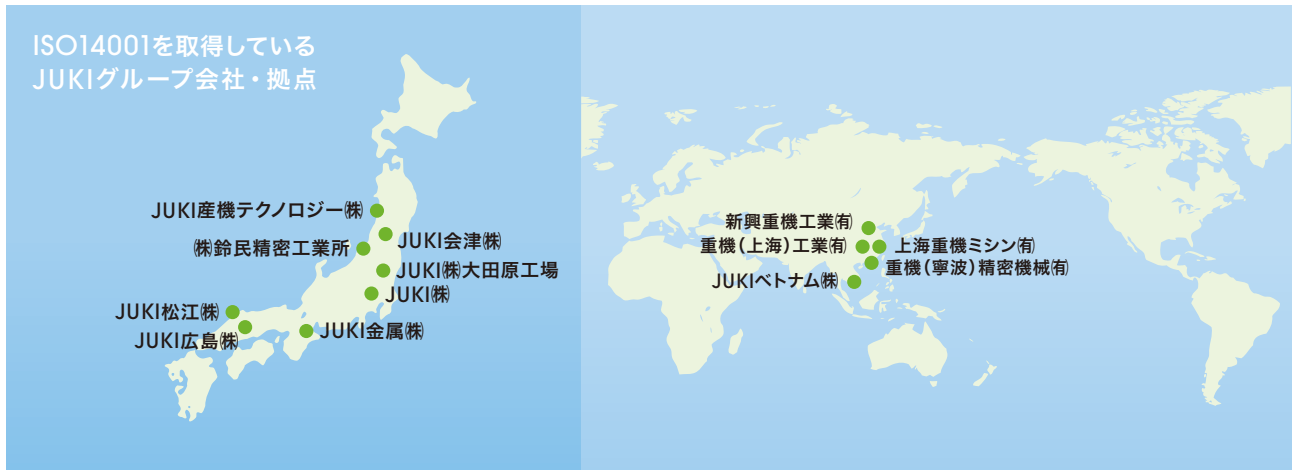 ISO14001を取得している
JUKIグループ会社・拠点
JUKI産機テクノロジー㈱
JUKI会津㈱
㈱鈴民精密工業所
JUKI㈱大田原工場
JUKI㈱
JUKI松江㈱
JUKI広島㈱
JUKI金属㈱
新興重機工業㈲
重機(上海)工業㈲
上海重機ミシン㈲
重機(寧波)精密機械㈲
JUKIベトナム㈱